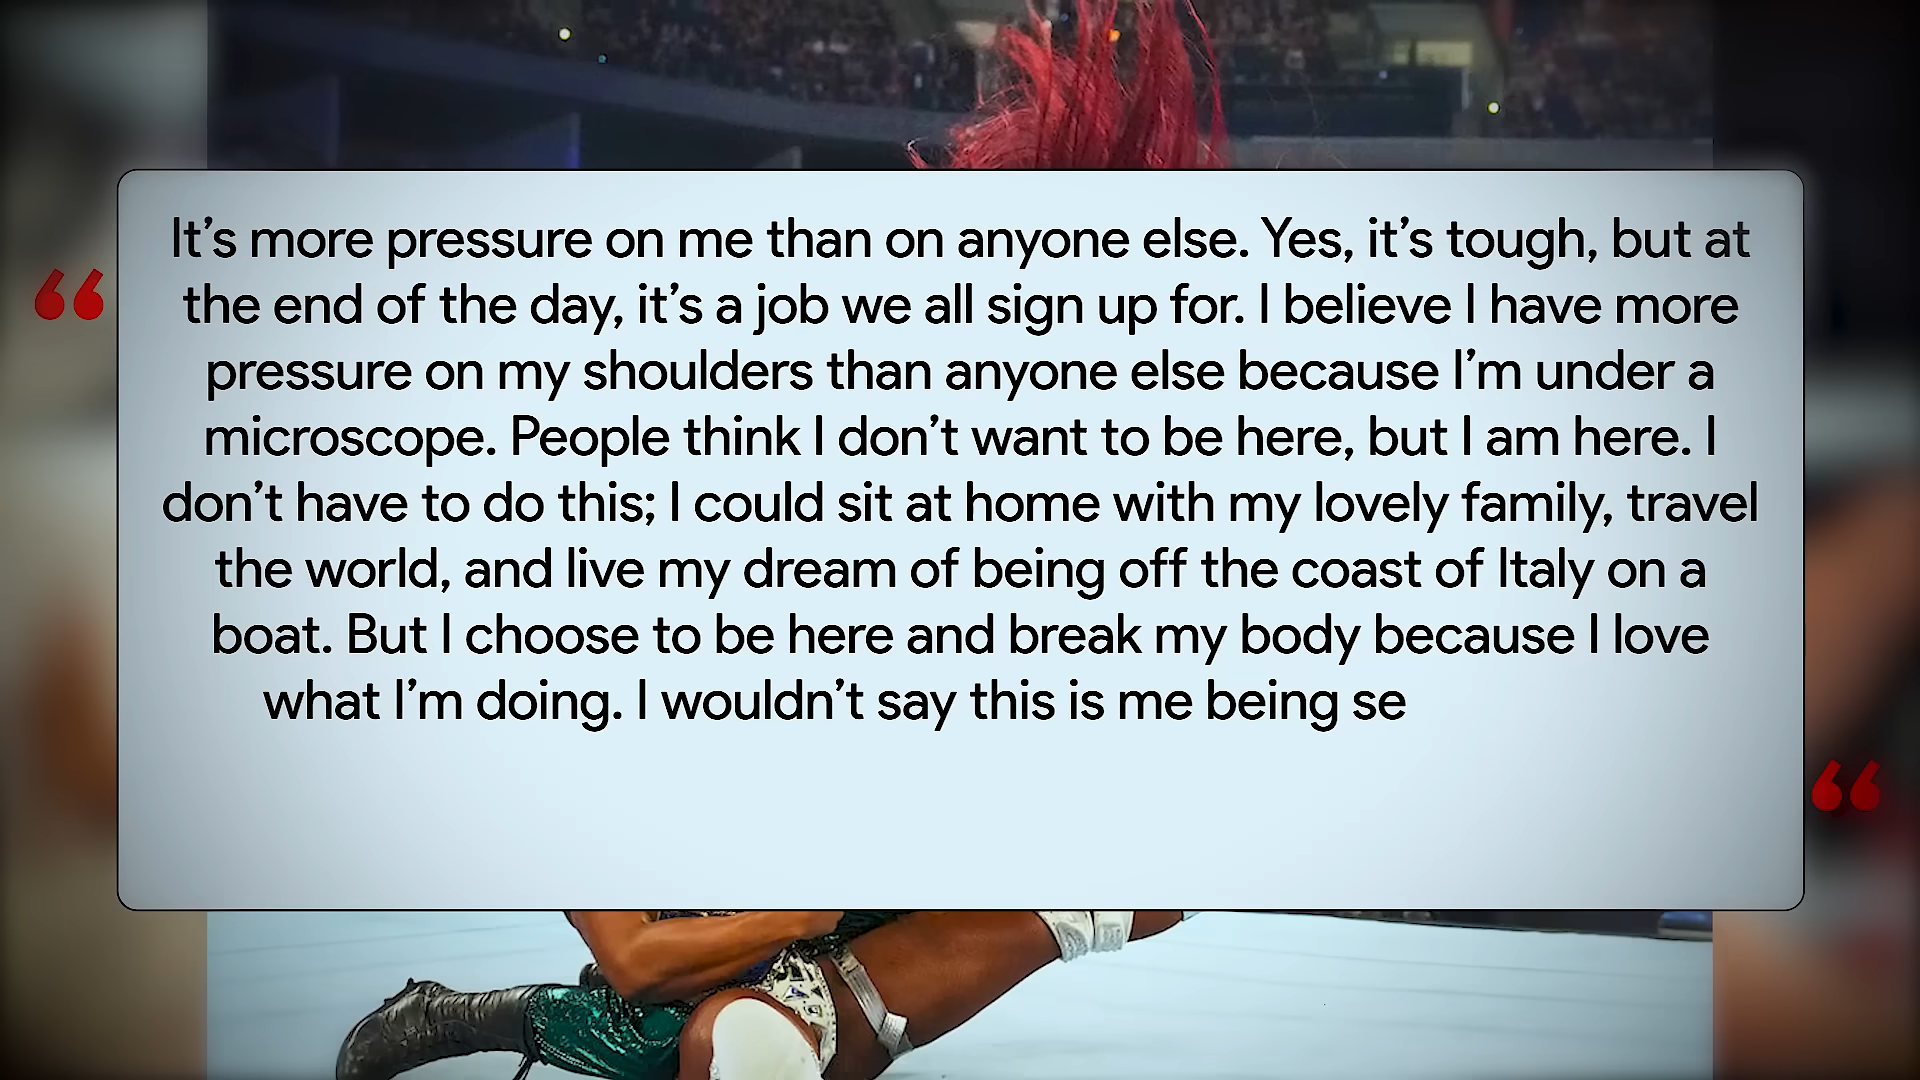 It’s more pressure on me than on anyone else. Yes, it’s tough, but at
the end of the day, it’s a job we all sign up for. I believe I have more
pressure on my shoulders than anyone else because I’m under a
microscope. People think I don’t want to be here, but I am here. I
don’t have to do this; I could sit at home with my lovely family, travel
the world, and live my dream of being off the coast of Italy on a
boat. But I choose to be here and break my body because I love
what I’m doing. I wouldn’t say this is me being se